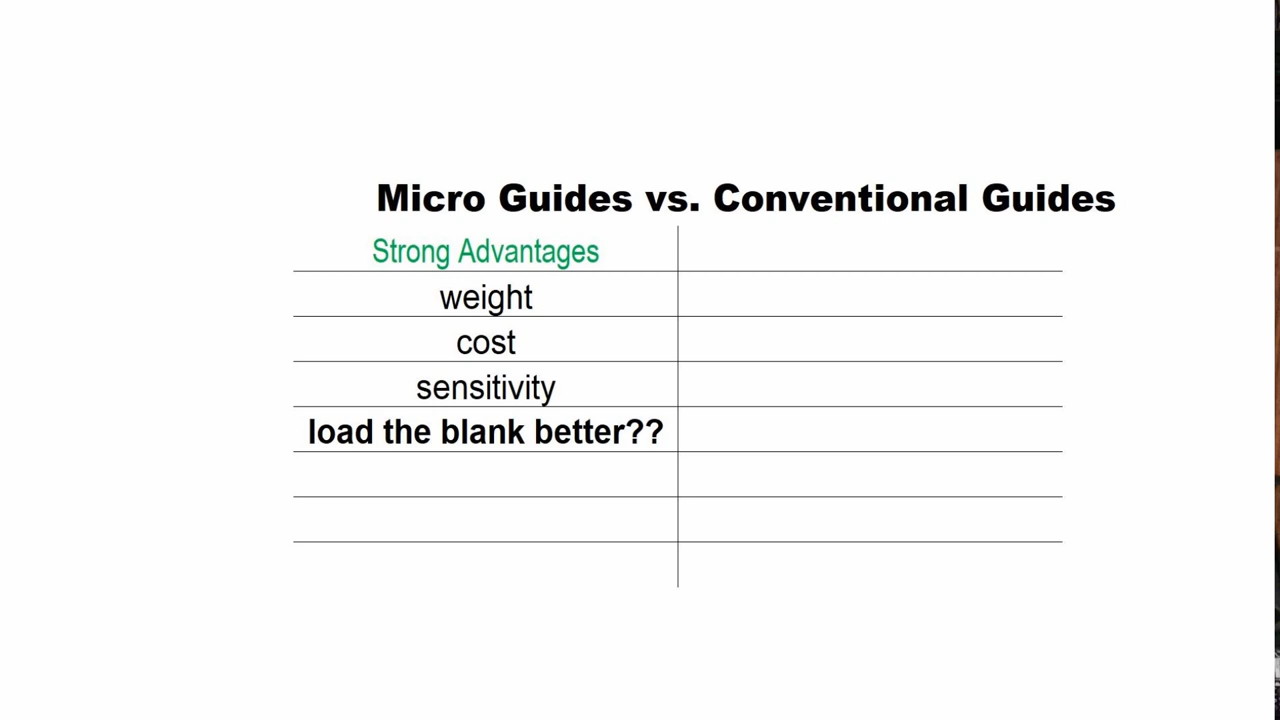 Micro Guides vs. Conventional Guides
Strong Advantages
weight
cost
sensitivity
load the blank better??